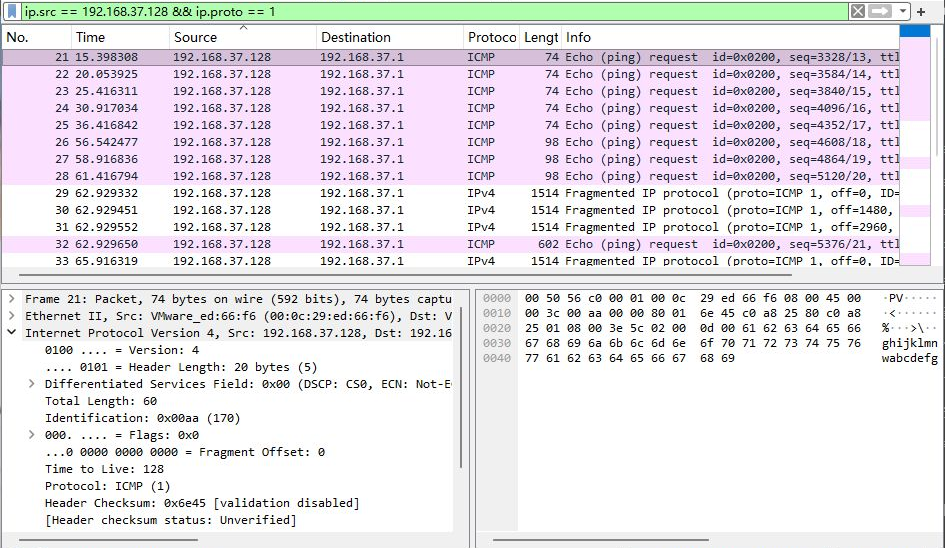 ip.src == 192.168.37.128 && ip.proto == 1
No. Time Source Destination Protoco Lengt Info
21 15.398308 192.168.37.128 192.168.37.1 ICMP 74 Echo (ping) request id=0x0200, seq=3328/13, ttl
22 20.053925 192.168.37.128 192.168.37.1 ICMP 74 Echo (ping) request id=0x0200, seq=3584/14, ttl
23 25.416311 192.168.37.128 192.168.37.1 ICMP 74 Echo (ping) request id=0x0200, seq=3840/15, ttl
24 30.917034 192.168.37.128 192.168.37.1 ICMP 74 Echo (ping) request id=0x0200, seq=4096/16, ttl
25 36.416842 192.168.37.128 192.168.37.1 ICMP 74 Echo (ping) request id=0x0200, seq=4352/17, ttl
26 56.542477 192.168.37.128 192.168.37.1 ICMP 98 Echo (ping) request id=0x0200, seq=4608/18, ttl
27 58.916836 192.168.37.128 192.168.37.1 ICMP 98 Echo (ping) request id=0x0200, seq=4864/19, ttl
28 61.416794 192.168.37.128 192.168.37.1 ICMP 98 Echo (ping) request id=0x0200, seq=5120/20, ttl
29 62.929332 192.168.37.128 192.168.37.1 IPv4 1514 Fragmented IP protocol (proto=ICMP 1, off=0, ID=
30 62.929451 192.168.37.128 192.168.37.1 IPv4 1514 Fragmented IP protocol (proto=ICMP 1, off=1480,
31 62.929552 192.168.37.128 192.168.37.1 IPv4 1514 Fragmented IP protocol (proto=ICMP 1, off=2960,
32 62.929650 192.168.37.128 192.168.37.1 ICMP 602 Echo (ping) request id=0x0200, seq=5376/21, ttl
33 65.916319 192.168.37.128 192.168.37.1 IPv4 1514 Fragmented IP protocol (proto=ICMP 1, off=0, ID=
Frame 21: Packet, 74 bytes on wire (592 bits), 74 bytes captu
Ethernet II, Src: VMware_ed:66:f6 (00:0c:29:ed:66:f6), Dst: V
Internet Protocol Version 4, Src: 192.168.37.128, Dst: 192.16
0100 .... = Version: 4
.... 0101 = Header Length: 20 bytes (5)
Differentiated Services Field: 0x00 (DSCP: CS0, ECN: Not-E
Total Length: 60
Identification: 0x00aa (170)
000. .... = Flags: 0x0
...0 0000 0000 0000 = Fragment Offset: 0
Time to Live: 128
Protocol: ICMP (1)
Header Checksum: 0x6e45 [validation disabled]
[Header checksum status: Unverified]
0000 00 50 56 c0 00 01 00 0c 29 ed 66 f6 08 00 45 00 ·PV·····
0010 00 3c 00 aa 00 00 80 01 6e 45 c0 a8 25 80 c0 a8 ·<······
0020 25 01 08 00 3e 5c 02 00 0d 00 61 62 63 64 65 66 %···>\··
0030 67 68 69 6a 6b 6c 6d 6e 6f 70 71 72 73 74 75 76 ghijklmn
0040 77 61 62 63 64 65 66 67 68 69 wabcdefg